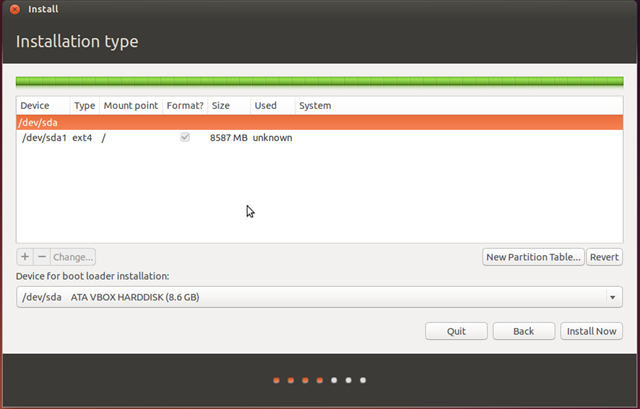 Install
Installation type
Device Type Mount point Format? Size Used System
/dev/sda
/dev/sda1 ext4 / 8587 MB unknown
+ − Change... New Partition Table... Revert
Device for boot loader installation:
/dev/sda ATA VBOX HARDDISK (8.6 GB)
Quit Back Install Now